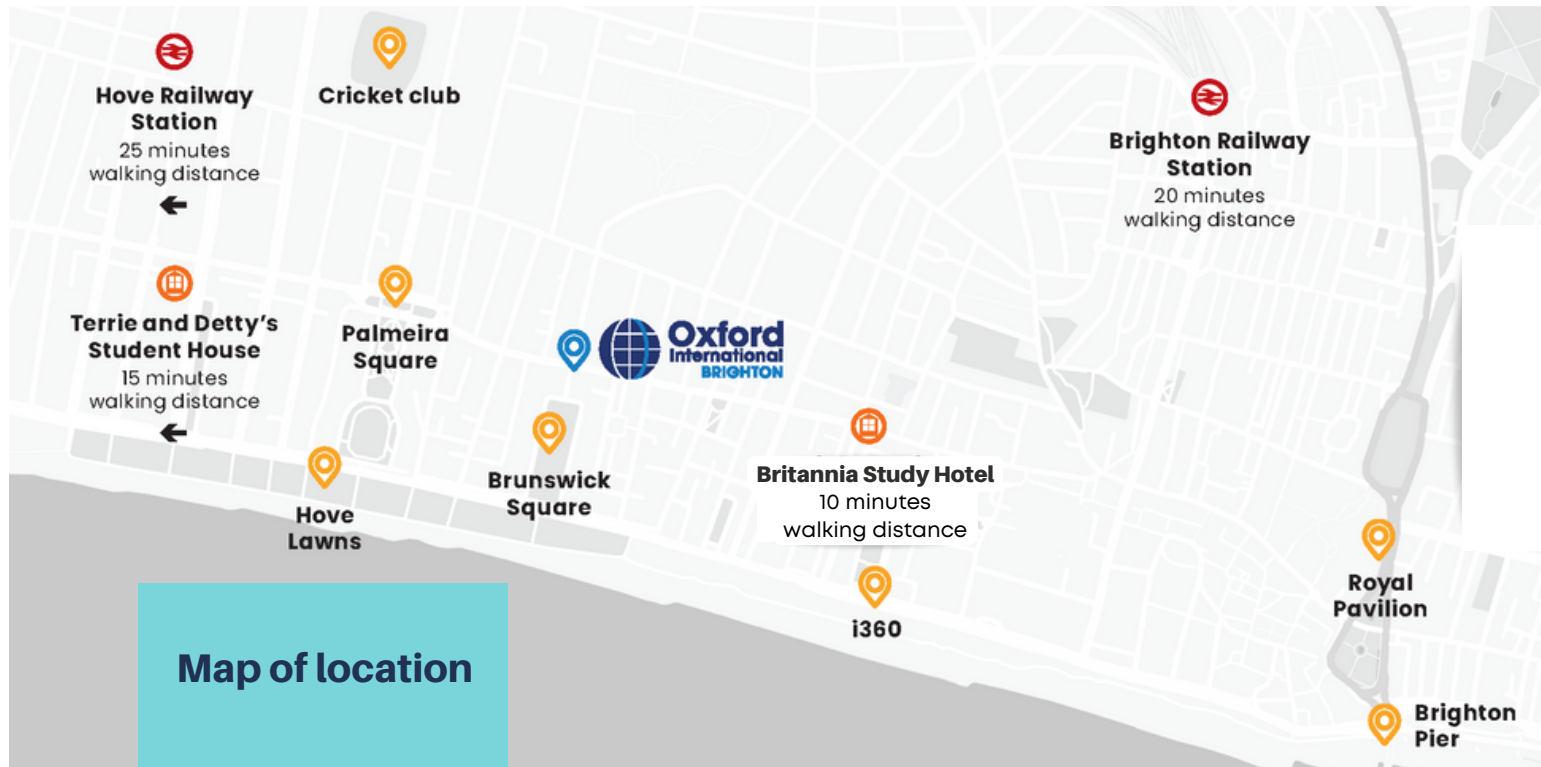 Hove Railway
Station
25 minutes
walking distance
Cricket club
Brighton Railway
Station
20 minutes
walking distance
Terrie and Detty's
Student House
15 minutes
walking distance
Palmeira
Square
Oxford
International
BRIGHTON
Brunswick
Square
Britannia Study Hotel
10 minutes
walking distance
Hove
Lawns
i360
Royal
Pavilion
Brighton
Pier
Map of location